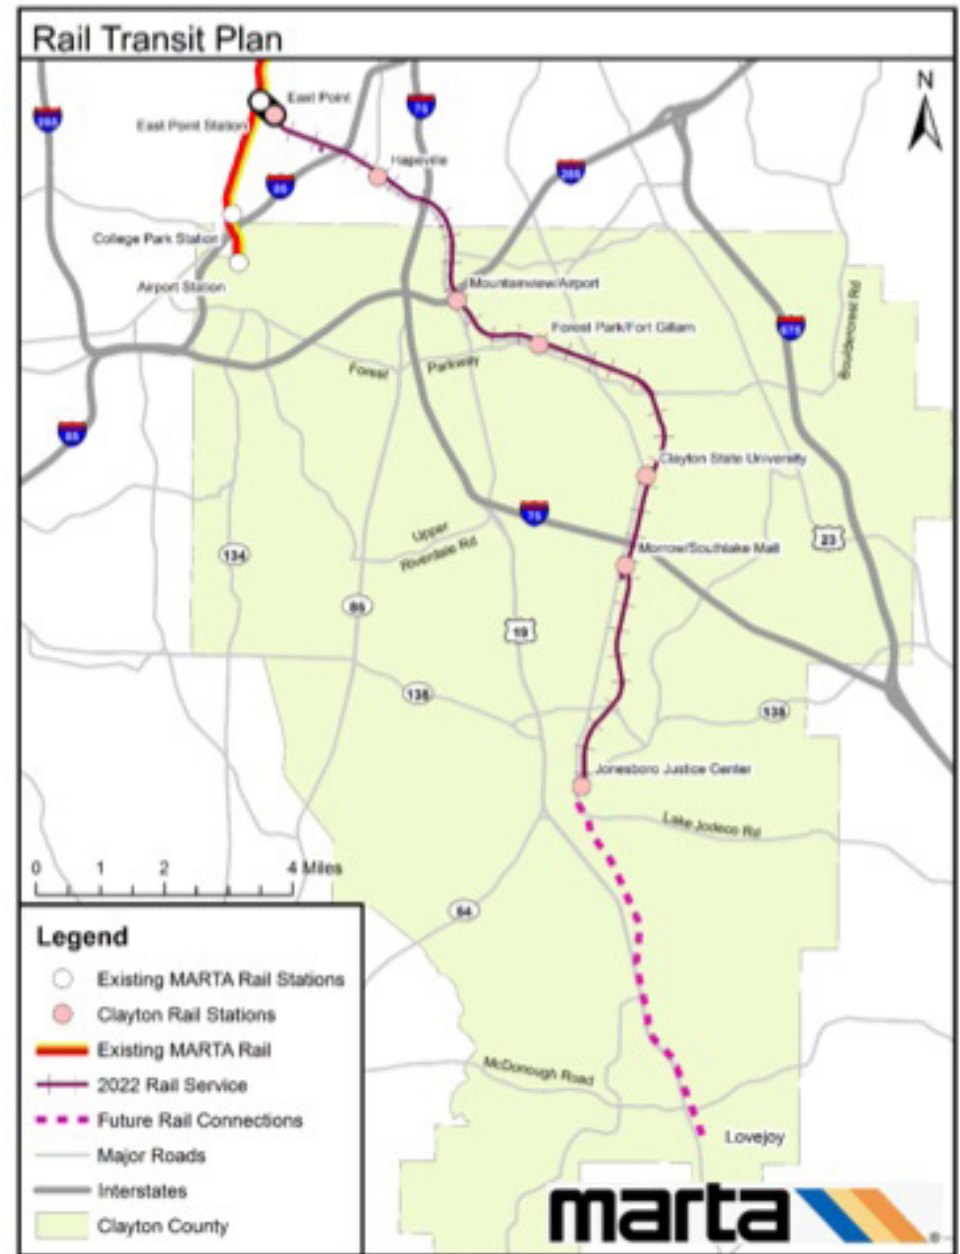 Rail Transit Plan
N
East Point
East Point Station
Hapeville
College Park Station
Airport Station
Mountainview/Airport
Forest Park/Fort Gillam
Forest
Parkway
Bouldercrest Rd
Clayton State University
Upper
Riverdale Rd
Morrow/Southlake Mall
Jonesboro Justice Center
Lake Jodeco Rd
McDonough Road
Lovejoy
285
75
85
285
675
85
75
23
134
85
19
138
138
54
0 1 2 4 Miles
Legend
Existing MARTA Rail Stations
Clayton Rail Stations
Existing MARTA Rail
2022 Rail Service
Future Rail Connections
Major Roads
Interstates
Clayton County
marta